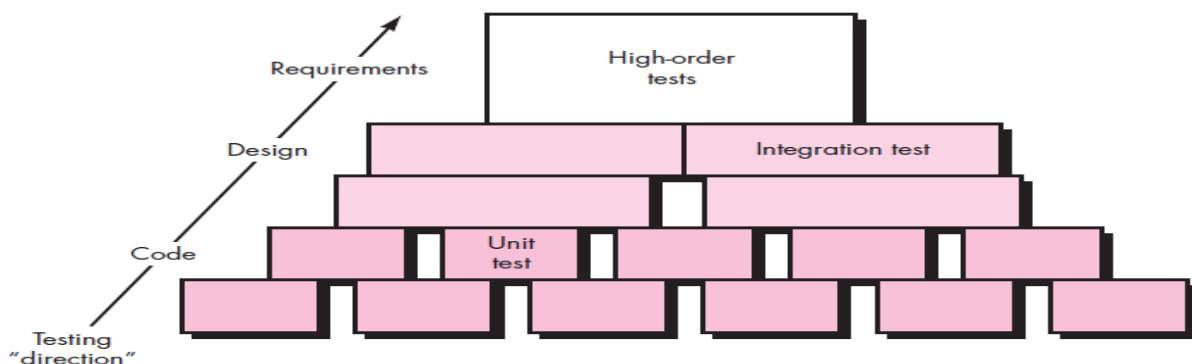 High-order
tests
Requirements
Design
Integration test
Code
Unit
test
Testing
"direction"